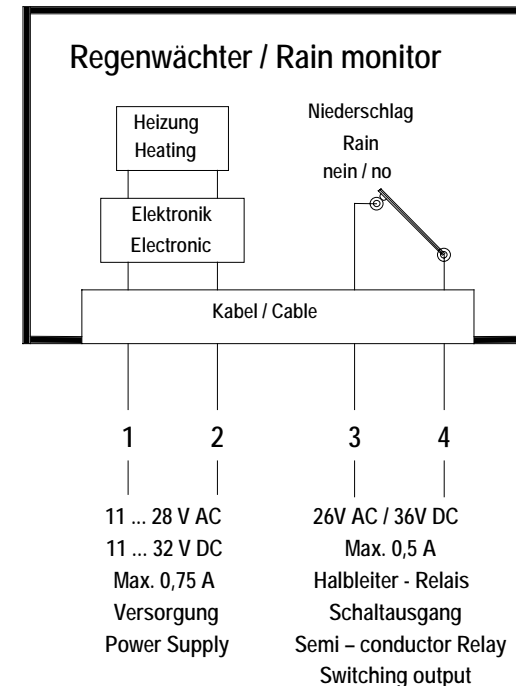 Regenwächter / Rain monitor
Heizung
Heating
Elektronik
Electronic
Niederschlag
Rain
nein / no
Kabel / Cable
1 2 3 4
11 ... 28 V AC
11 ... 32 V DC
Max. 0,75 A
Versorgung
Power Supply
26V AC / 36V DC
Max. 0,5 A
Halbleiter - Relais
Schaltausgang
Semi – conductor Relay
Switching output